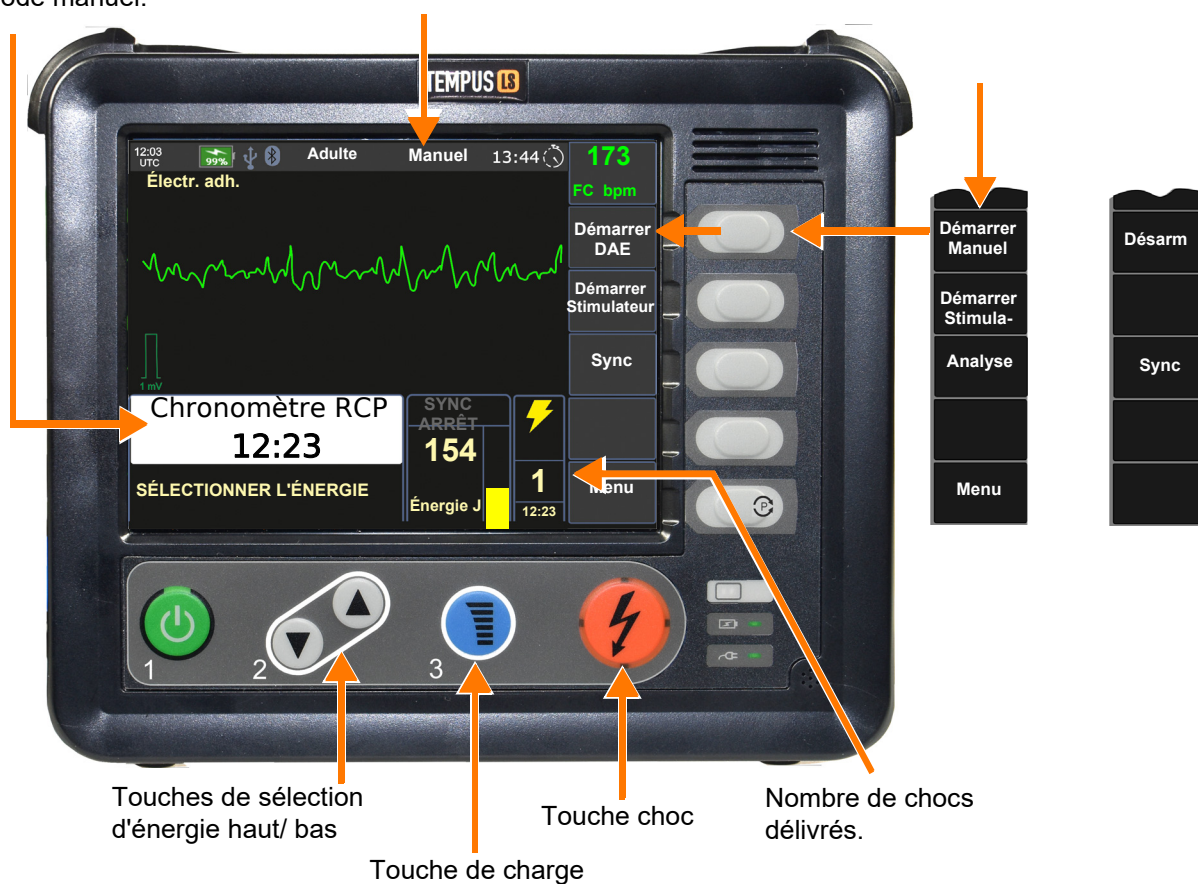 ode manuel.
TEMPUS LS
12:03
UTC
99%
Adulte
Manuel
13:44
173
FC bpm
Électr. adh.
Démarrer
DAE
Démarrer
Stimulateur
Sync
Menu
1 mV
Chronomètre RCP
12:23
SÉLECTIONNER L'ÉNERGIE
SYNC
ARRÊT
154
Énergie J
1
12:23
P
1
2
3
Démarrer
Manuel
Démarrer
Stimula-
Analyse
Menu
Désarm
Sync
Touches de sélection
d'énergie haut/ bas
Touche de charge
Touche choc
Nombre de chocs
délivrés.